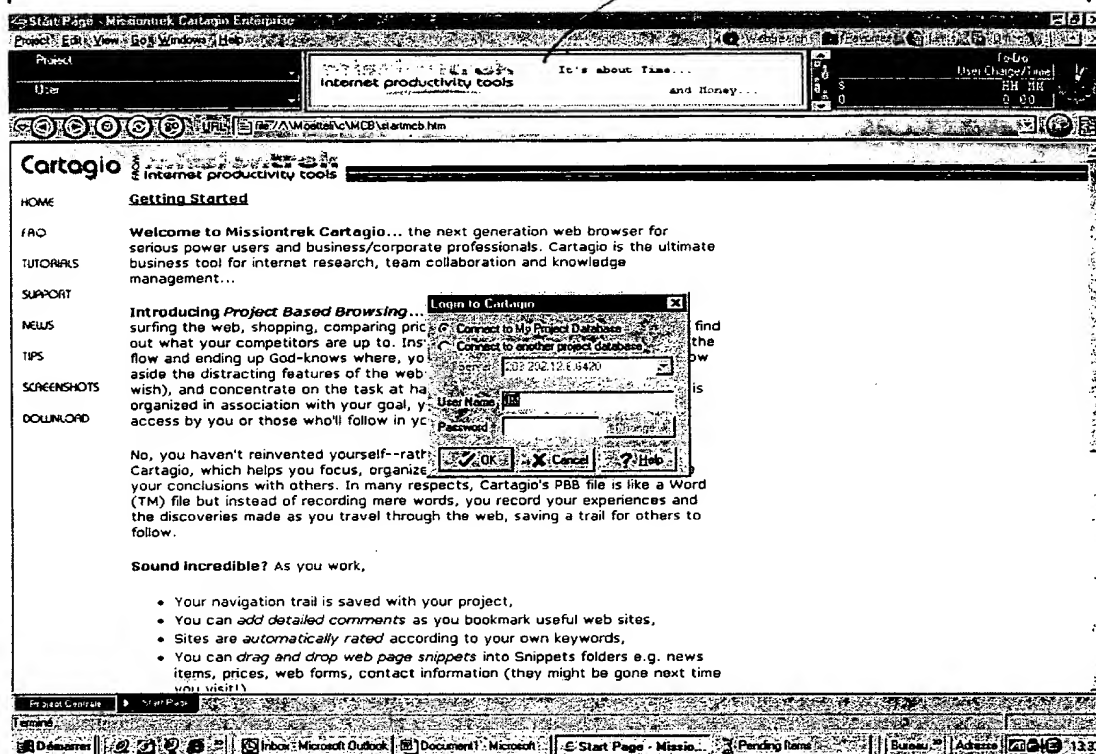 Start Page - Missiontrek Cartagio Enterprise
Project Edit View Go Windows Help
Project
User
internet productivity tools
It's about Time...
and Money...
To-Do
User Charge/Time
$ HH MM
0 0 00
URL
file://A\Moetteli\c\MCB\startmcb.htm
Cartagio FROM
internet productivity tools
HOME
FAQ
TUTORIALS
SUPPORT
NEWS
TIPS
SCREENSHOTS
DOWNLOAD
Getting Started
Welcome to Missiontrek Cartagio... the next generation web browser for
serious power users and business/corporate professionals. Cartagio is the ultimate
business tool for internet research, team collaboration and knowledge
management...
Introducing Project Based Browsing...
surfing the web, shopping, comparing pric find
out what your competitors are up to. Ins the
flow and ending up God-knows where, yo ow
aside the distracting features of the web
wish), and concentrate on the task at ha is
organized in association with your goal, y
access by you or those who'll follow in yo
No, you haven't reinvented yourself--rath
Cartagio, which helps you focus, organize
your conclusions with others. In many respects, Cartagio's PBB file is like a Word
(TM) file but instead of recording mere words, you record your experiences and
the discoveries made as you travel through the web, saving a trail for others to
follow.
Sound incredible? As you work,
• Your navigation trail is saved with your project,
• You can add detailed comments as you bookmark useful web sites,
• Sites are automatically rated according to your own keywords,
• You can drag and drop web page snippets into Snippets folders e.g. news
items, prices, web forms, contact information (they might be gone next time
you visit!)
Login to Cartagio
Connect to My Project Database
Connect to another project database
Server
User Name
Password
OK Cancel Help
Project Centrale Start Page
Terminé
Démarrer Inbox - Microsoft Outlook Document1 - Microsoft Start Page - Missio... Pending Items Bureau